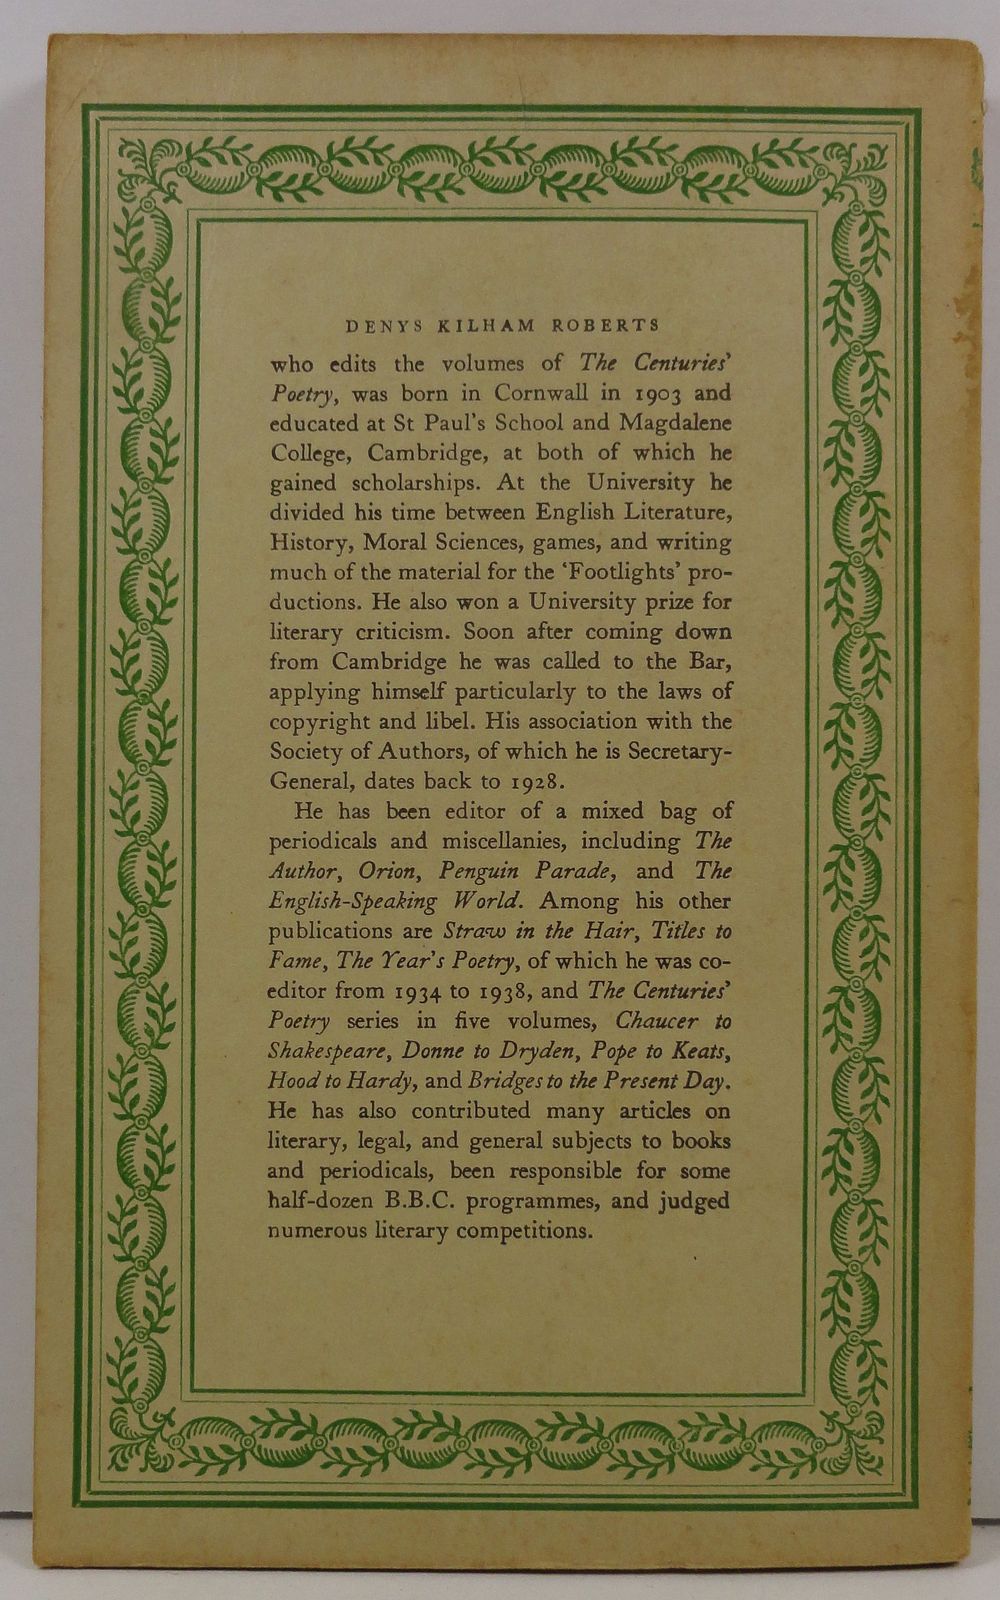 DENYS KILHAM ROBERTS
who edits the volumes of The Centuries'
Poetry, was born in Cornwall in 1903 and
educated at St Paul's School and Magdalene
College, Cambridge, at both of which he
gained scholarships. At the University he
divided his time between English Literature,
History, Moral Sciences, games, and writing
much of the material for the 'Footlights' pro-
ductions. He also won a University prize for
literary criticism. Soon after coming down
from Cambridge he was called to the Bar,
applying himself particularly to the laws of
copyright and libel. His association with the
Society of Authors, of which he is Secretary-
General, dates back to 1928.
He has been editor of a mixed bag of
periodicals and miscellanies, including The
Author, Orion, Penguin Parade, and The
English-Speaking World. Among his other
publications are Straw in the Hair, Titles to
Fame, The Year's Poetry, of which he was co-
editor from 1934 to 1938, and The Centuries'
Poetry series in five volumes, Chaucer to
Shakespeare, Donne to Dryden, Pope to Keats,
Hood to Hardy, and Bridges to the Present Day.
He has also contributed many articles on
literary, legal, and general subjects to books
and periodicals, been responsible for some
half-dozen B.B.C. programmes, and judged
numerous literary competitions.